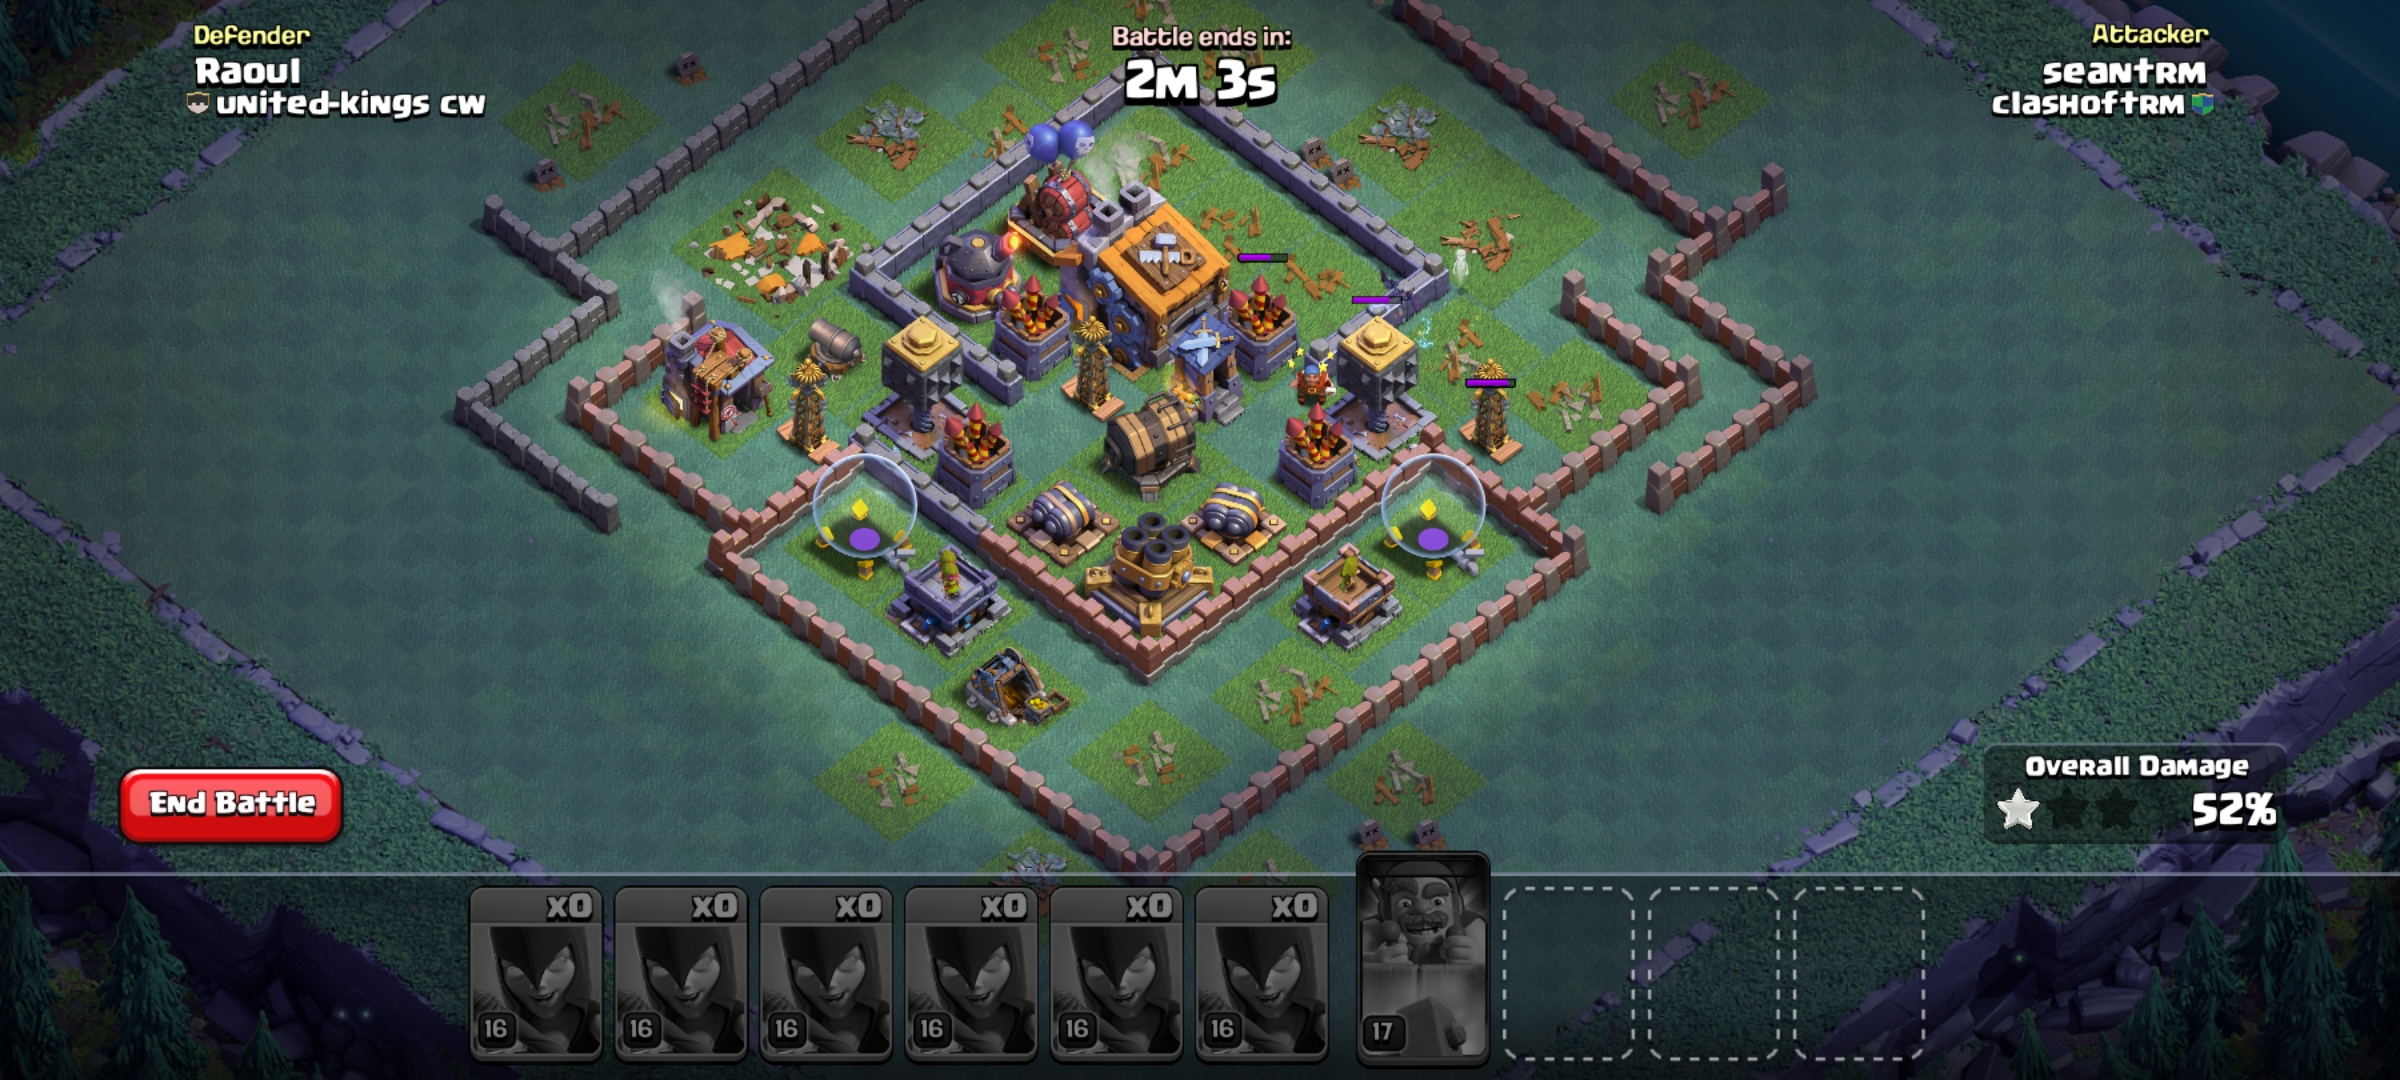 Defender
Raoul
united-kings cw
Battle ends in:
2M 3s
Attacker
seantRM
clashoftRM
End Battle
Overall Damage
52%
x0
x0
x0
x0
x0
x0
16
16
16
16
16
16
17